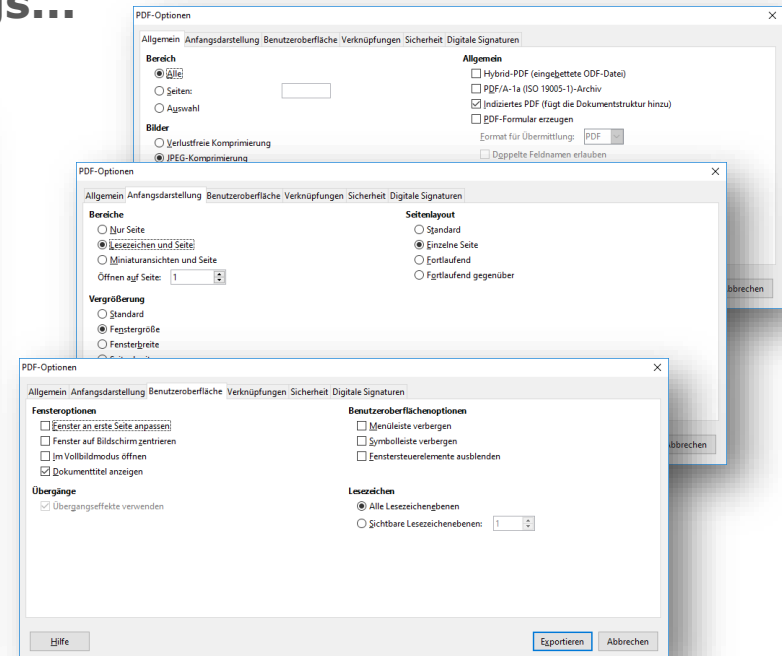 gs...
PDF-Optionen
Allgemein Anfangsdarstellung Benutzeroberfläche Verknüpfungen Sicherheit Digitale Signaturen
Bereich
Alle
Seiten:
Auswahl
Bilder
Verlustfreie Komprimierung
JPEG-Komprimierung
Allgemein
Hybrid-PDF (eingebettete ODF-Datei)
PDF/A-1a (ISO 19005-1)-Archiv
Indiziertes PDF (fügt die Dokumentstruktur hinzu)
PDF-Formular erzeugen
Format für Übermittlung: PDF
Doppelte Feldnamen erlauben
bbrechen
PDF-Optionen
Allgemein Anfangsdarstellung Benutzeroberfläche Verknüpfungen Sicherheit Digitale Signaturen
Bereiche
Nur Seite
Lesezeichen und Seite
Miniaturansichten und Seite
Öffnen auf Seite: 1
Vergrößerung
Standard
Fenstergröße
Fensterbreite
Seitenlayout
Standard
Einzelne Seite
Fortlaufend
Fortlaufend gegenüber
Abbrechen
PDF-Optionen
Allgemein Anfangsdarstellung Benutzeroberfläche Verknüpfungen Sicherheit Digitale Signaturen
Fensteroptionen
Fenster an erste Seite anpassen
Fenster auf Bildschirm zentrieren
Im Vollbildmodus öffnen
Dokumenttitel anzeigen
Übergänge
Übergangseffekte verwenden
Benutzeroberflächenoptionen
Menüleiste verbergen
Symbolleiste verbergen
Fenstersteuerelemente ausblenden
Lesezeichen
Alle Lesezeichenebenen
Sichtbare Lesezeichenebenen: 1
Hilfe
Exportieren
Abbrechen